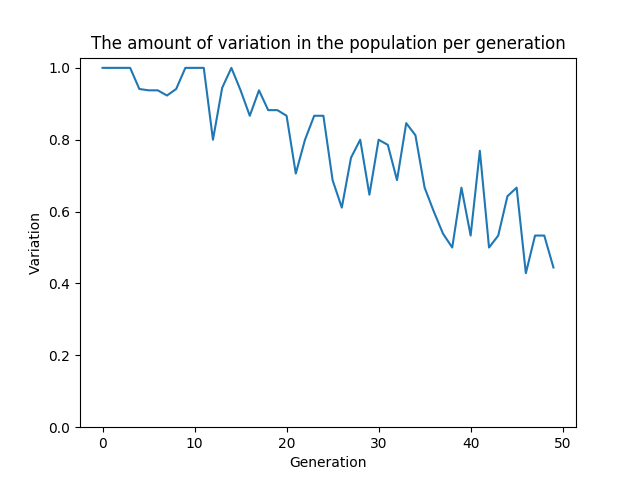 The amount of variation in the population per generation
1.0
0.8
0.6
0.4
0.2
0.0
Variation
0 10 20 30 40 50
Generation